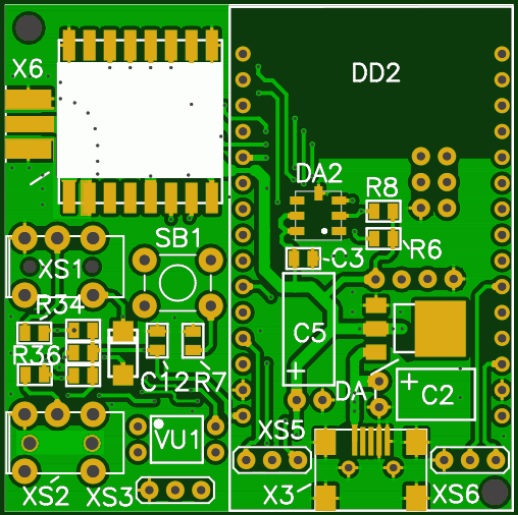 X6
DD2
DA2
R8
SB1
R6
C3
XS1
R34
C5
R36
C12
R7
DA1
C2
VU1
XS5
XS2
XS3
X3
XS6